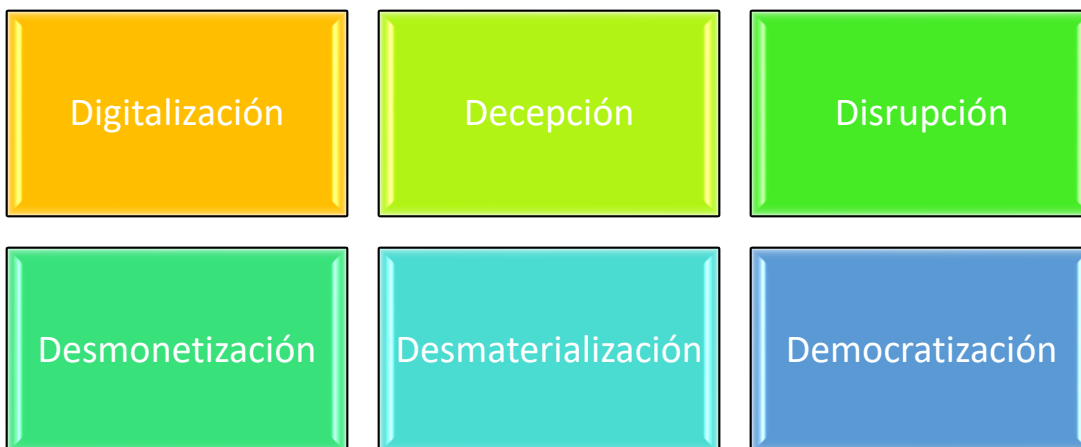 Digitalización
Decepción
Disrupción
Desmonetización
Desmaterialización
Democratización